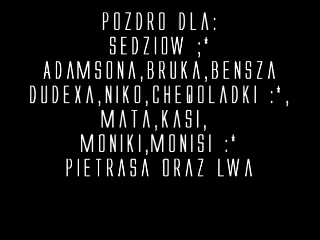 POZDRO DLA:
SEDZIOW ;*
ADAMSONA,BRUKA,BENSZA
DUDEXA,NIKO,CHEQOLADKI :*,
MATA,KASI,
MONIKI,MONISI :*
PIETRASA ORAZ LWA